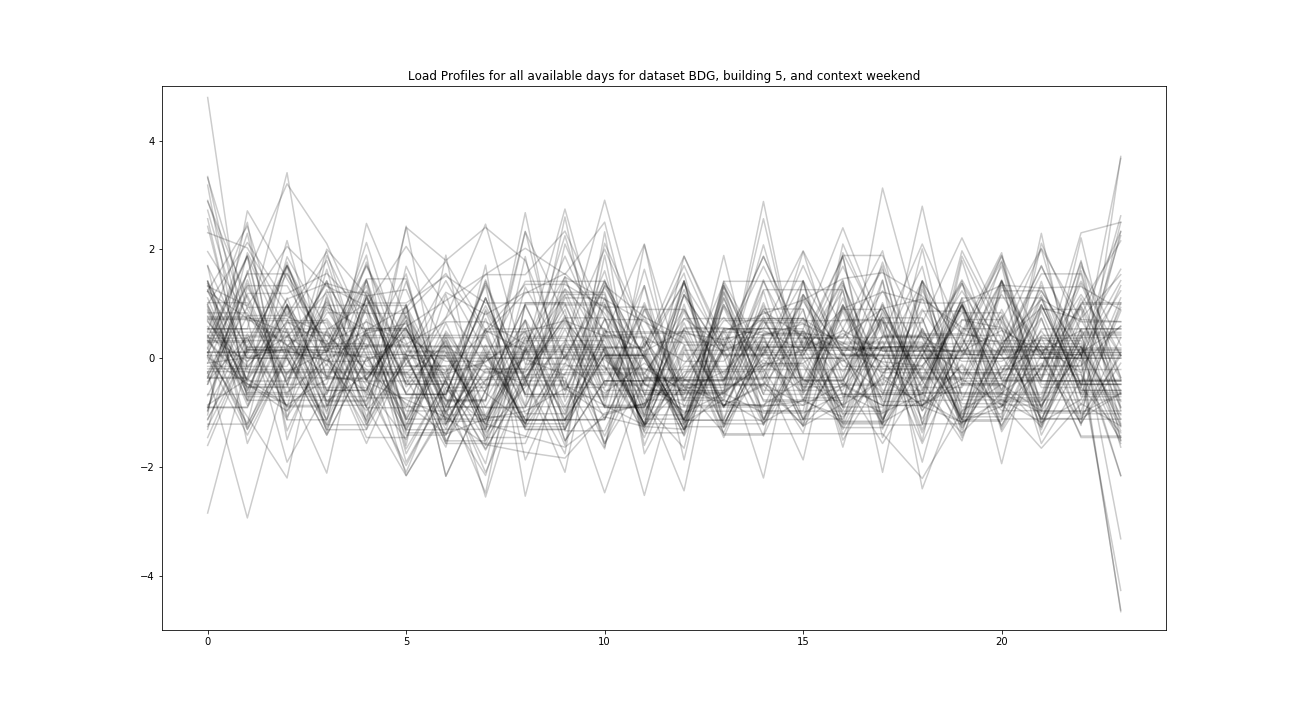 Load Profiles for all available days for dataset BDG, building 5, and context weekend
4
2
0
−2
−4
0 5 10 15 20